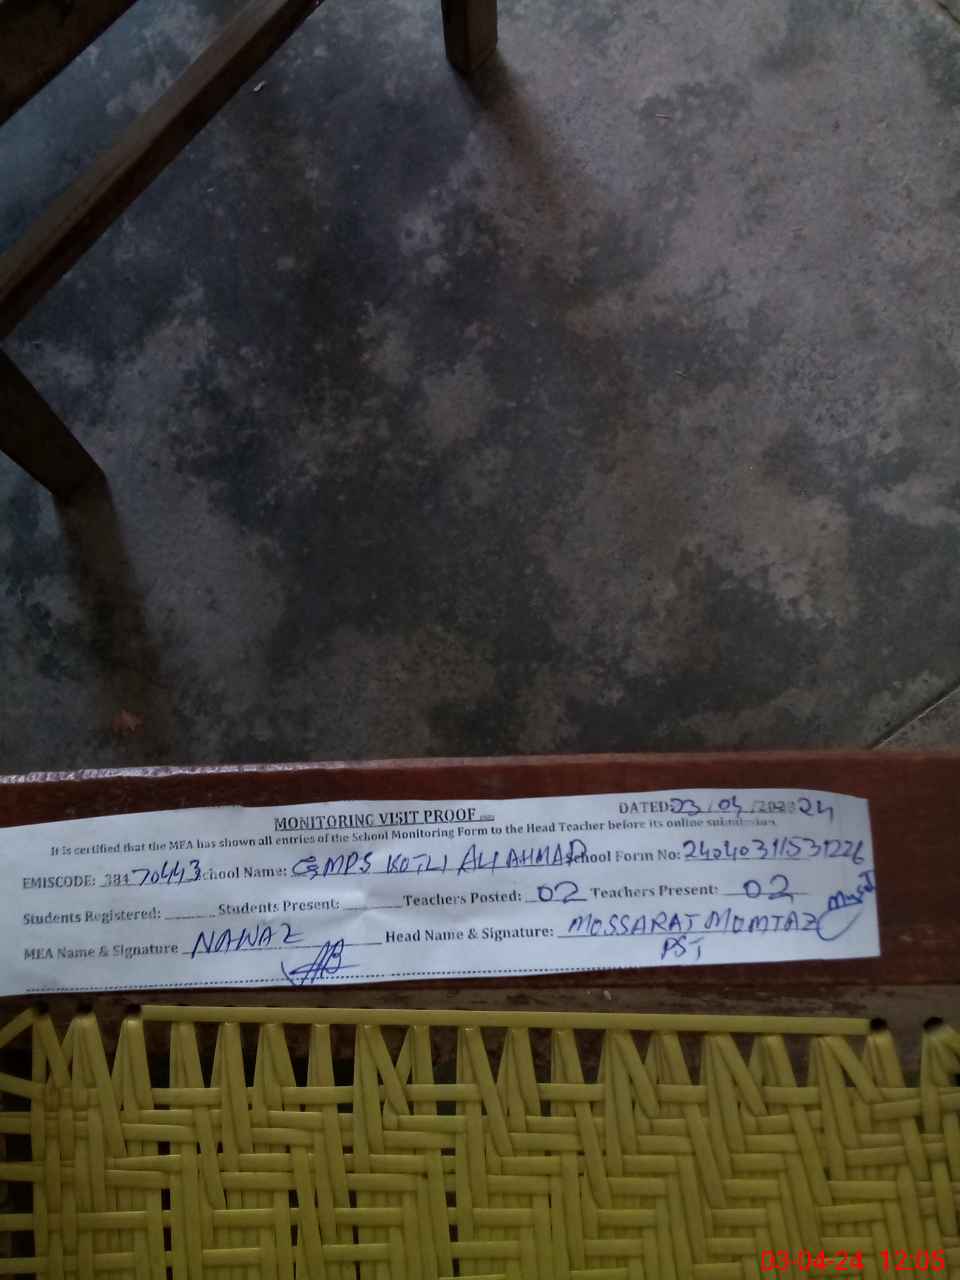 MONITORING VISIT PROOF
DATED 03/04/2024
It is certified that the MEA has shown all entries of the School Monitoring Form to the Head Teacher before its online submission.
EMISCODE: 38470443 School Name: GMPS KOTLI ALI AHMAD School Form No: 24040311531226
Students Registered: Students Present: Teachers Posted: 02 Teachers Present: 02
MEA Name & Signature NAWAZ Head Name & Signature: MOSSARAT MOMTAZ
PST
03-04-24 12:05